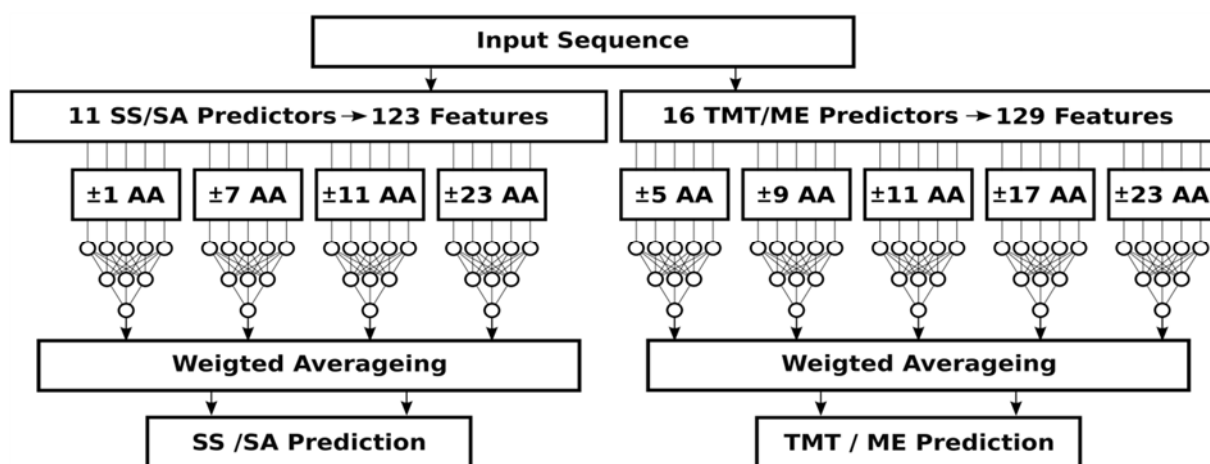 Input Sequence
11 SS/SA Predictors → 123 Features
16 TMT/ME Predictors → 129 Features
±1 AA
±7 AA
±11 AA
±23 AA
±5 AA
±9 AA
±11 AA
±17 AA
±23 AA
Weigted Averageing
Weigted Averageing
SS /SA Prediction
TMT / ME Prediction